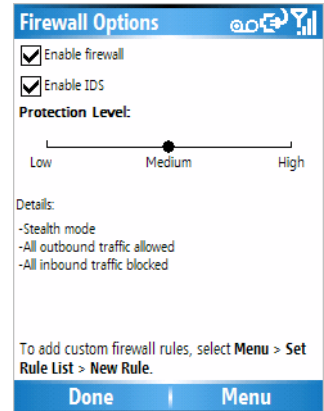 Firewall Options
Enable firewall
Enable IDS
Protection Level:
Low Medium High
Details:
-Stealth mode
-All outbound traffic allowed
-All inbound traffic blocked
To add custom firewall rules, select Menu > Set
Rule List > New Rule.
Done Menu